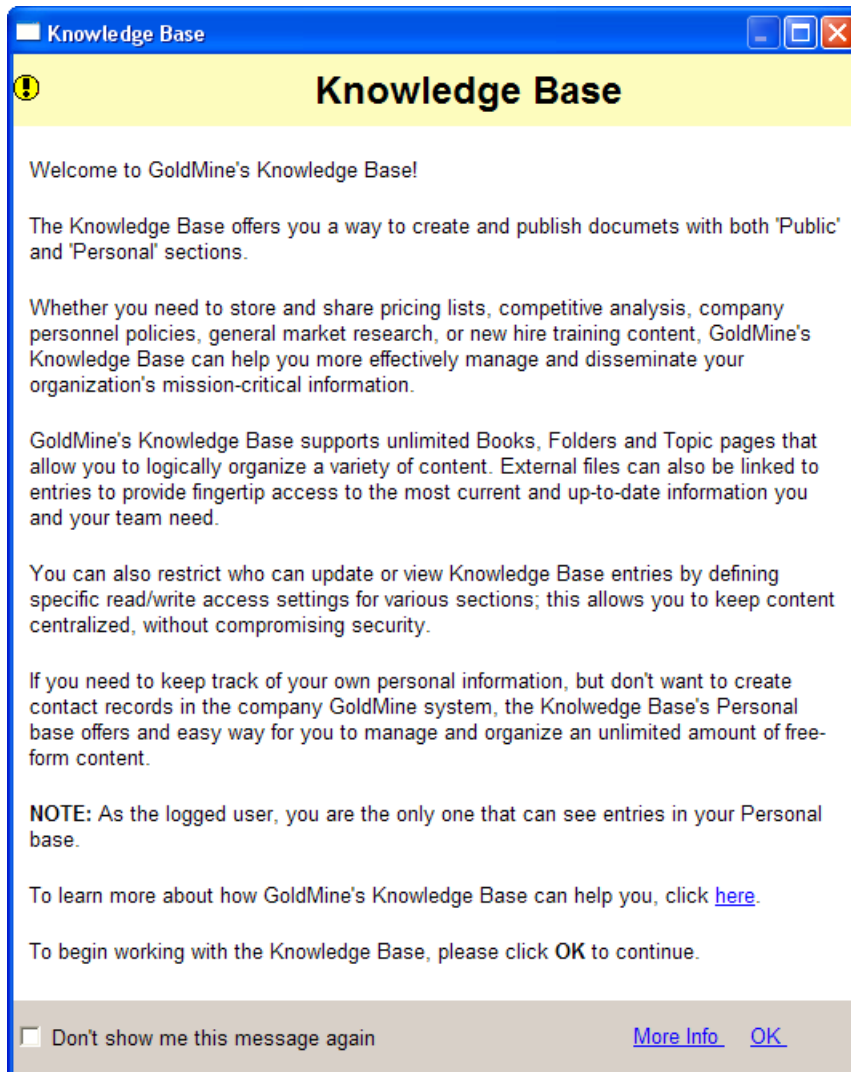 Knowledge Base
Knowledge Base
Welcome to GoldMine's Knowledge Base!
The Knowledge Base offers you a way to create and publish documets with both 'Public'
and 'Personal' sections.
Whether you need to store and share pricing lists, competitive analysis, company
personnel policies, general market research, or new hire training content, GoldMine's
Knowledge Base can help you more effectively manage and disseminate your
organization's mission-critical information.
GoldMine's Knowledge Base supports unlimited Books, Folders and Topic pages that
allow you to logically organize a variety of content. External files can also be linked to
entries to provide fingertip access to the most current and up-to-date information you
and your team need.
You can also restrict who can update or view Knowledge Base entries by defining
specific read/write access settings for various sections; this allows you to keep content
centralized, without compromising security.
If you need to keep track of your own personal information, but don't want to create
contact records in the company GoldMine system, the Knolwedge Base's Personal
base offers and easy way for you to manage and organize an unlimited amount of free-
form content.
NOTE: As the logged user, you are the only one that can see entries in your Personal
base.
To learn more about how GoldMine's Knowledge Base can help you, click here.
To begin working with the Knowledge Base, please click OK to continue.
Don't show me this message again More Info OK